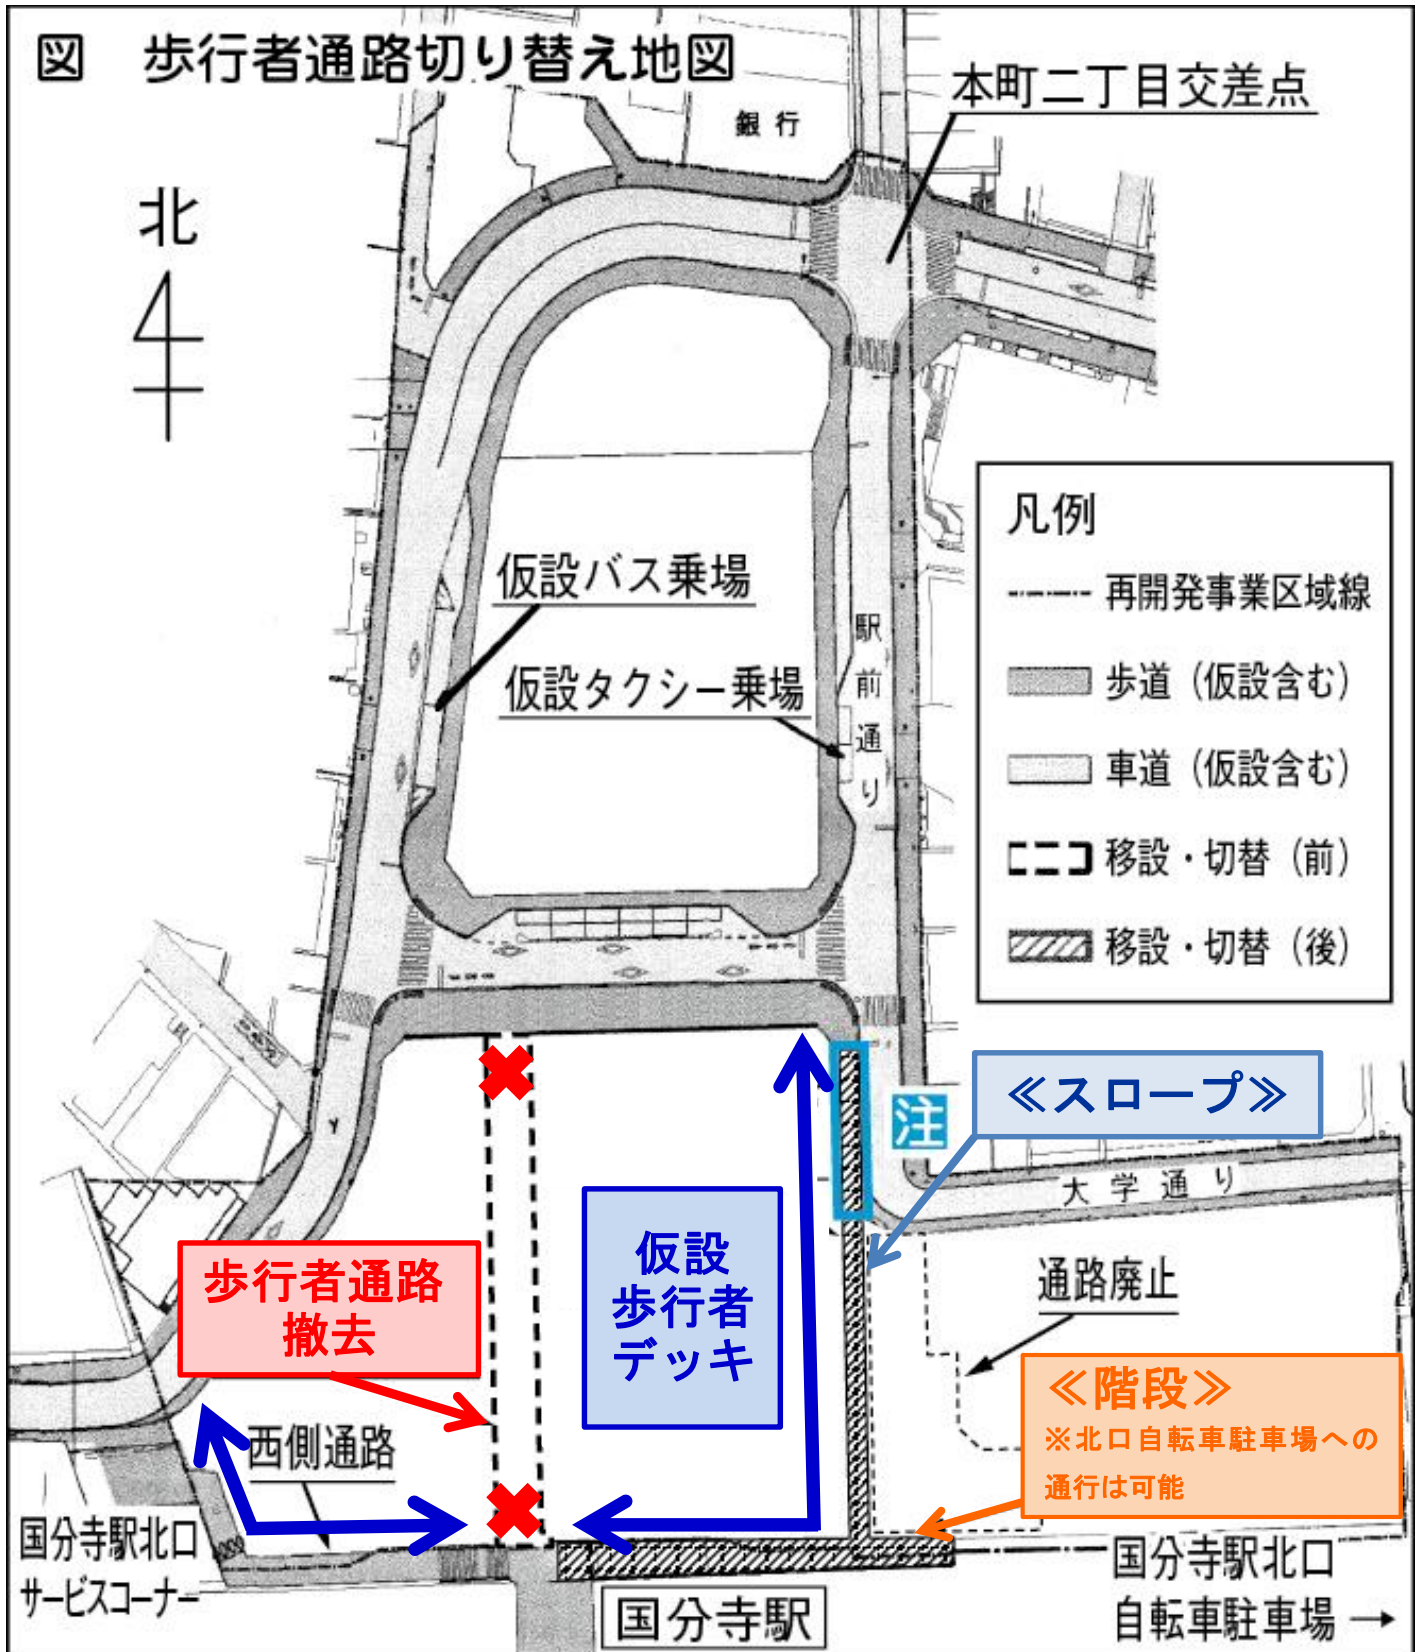 図 歩行者通路切り替え地図
本町二丁目交差点
銀行
北
凡例
再開発事業区域線
歩道（仮設含む）
車道（仮設含む）
移設・切替（前）
移設・切替（後）
仮設バス乗場
仮設タクシー乗場
駅前通り
≪スロープ≫
注
大学通り
仮設
歩行者
デッキ
歩行者通路
撤去
通路廃止
≪階段≫
※北口自転車駐車場への
通行は可能
西側通路
国分寺駅北口
サービスコーナー
国分寺駅
国分寺駅北口
自転車駐車場→